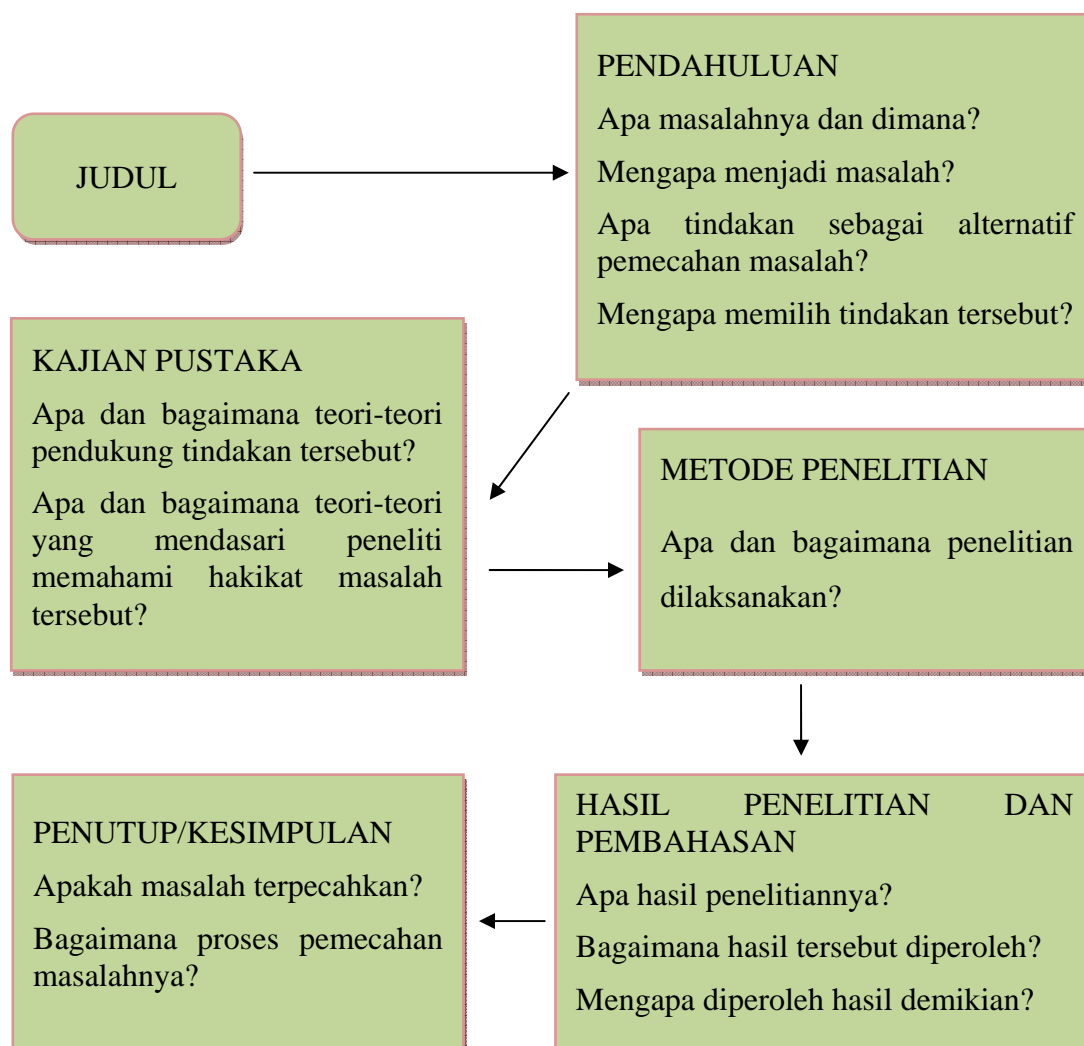 JUDUL
PENDAHULUAN
Apa masalahnya dan dimana?
Mengapa menjadi masalah?
Apa tindakan sebagai alternatif
pemecahan masalah?
Mengapa memilih tindakan tersebut?
KAJIAN PUSTAKA
Apa dan bagaimana teori-teori
pendukung tindakan tersebut?
Apa dan bagaimana teori-teori
yang mendasari peneliti
memahami hakikat masalah
tersebut?
METODE PENELITIAN
Apa dan bagaimana penelitian
dilaksanakan?
HASIL PENELITIAN DAN
PEMBAHASAN
Apa hasil penelitiannya?
Bagaimana hasil tersebut diperoleh?
Mengapa diperoleh hasil demikian?
PENUTUP/KESIMPULAN
Apakah masalah terpecahkan?
Bagaimana proses pemecahan
masalahnya?